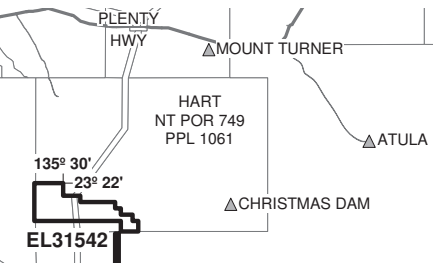 PLENTY
HWY
MOUNT TURNER
HART
NT POR 749
PPL 1061
ATULA
135º 30'
23º 22'
CHRISTMAS DAM
EL31542